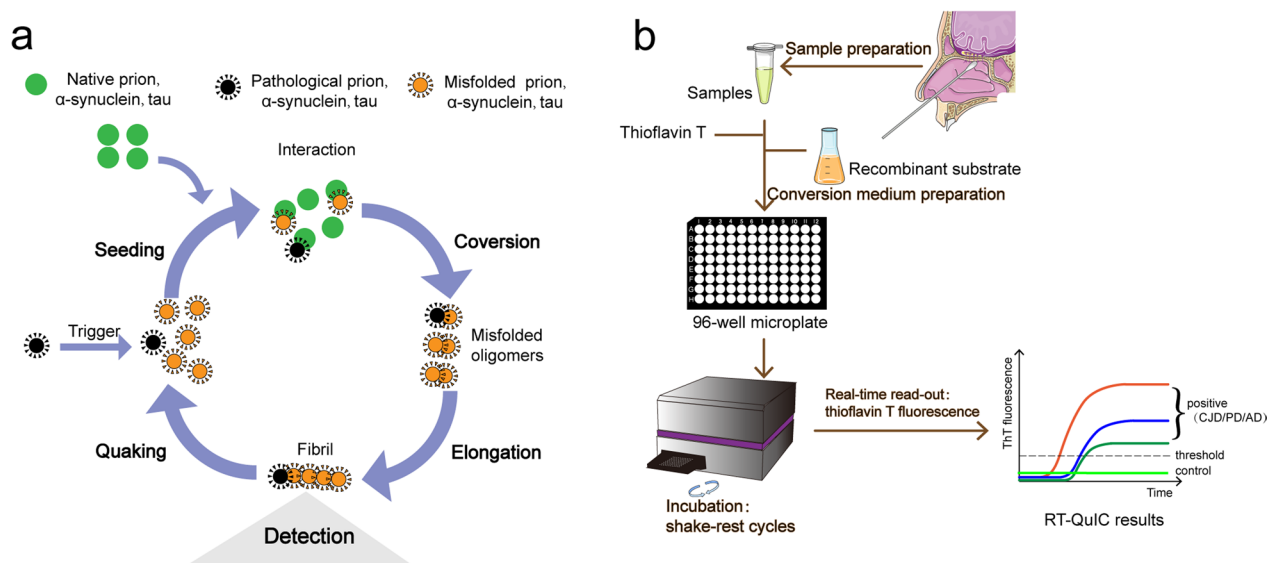 a
Native prion,
α-synuclein, tau
Pathological prion,
α-synuclein, tau
Misfolded prion,
α-synuclein, tau
Interaction
Seeding
Coversion
Trigger
Misfolded
oligomers
Quaking
Fibril
Elongation
Detection
b
Sample preparation
Samples
Thioflavin T
Recombinant substrate
Conversion medium preparation
1 2 3 4 5 6 7 8 9 10 11 12
A
B
C
D
E
F
G
H
96-well microplate
Real-time read-out:
thioflavin T fluorescence
Incubation:
shake-rest cycles
ThT fluorescence
positive
(CJD/PD/AD)
threshold
control
Time
RT-QuIC results